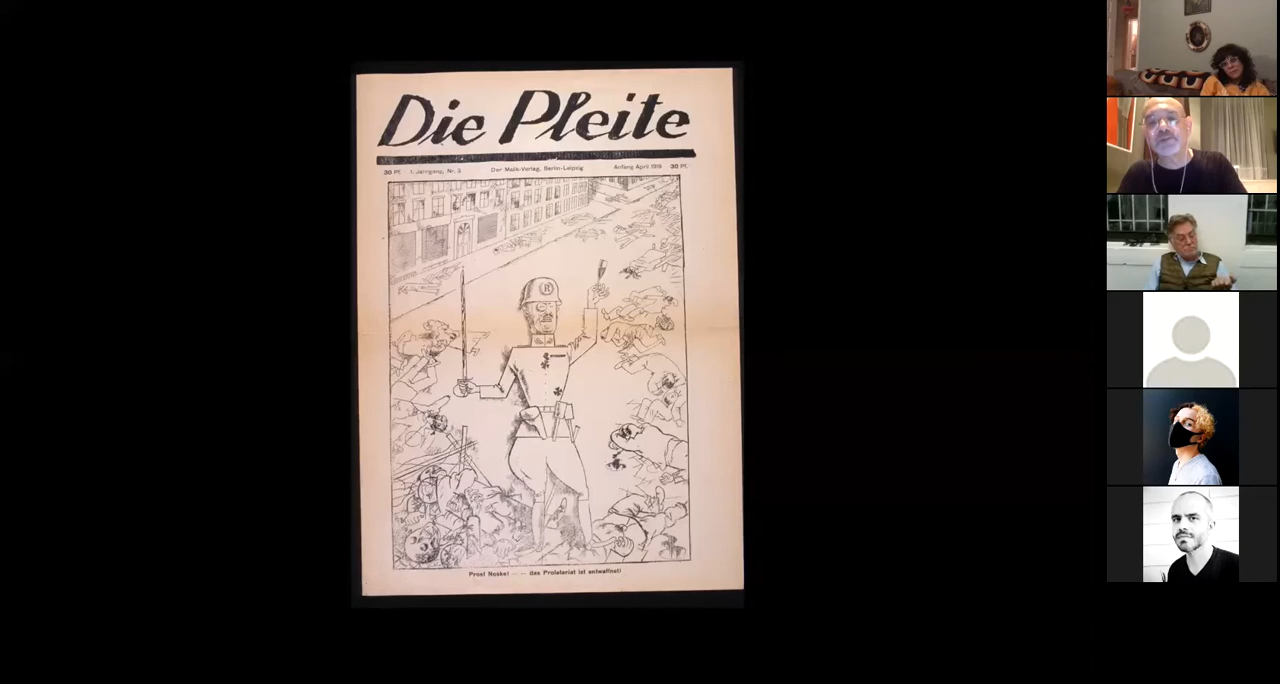 Die Pleite
30 Pf. 1. Jahrgang, Nr. 3 Der Malik-Verlag, Berlin-Leipzig Anfang April 1919 30 Pf.
R
Prost Noske! — — das Proletariat ist entwaffnet!